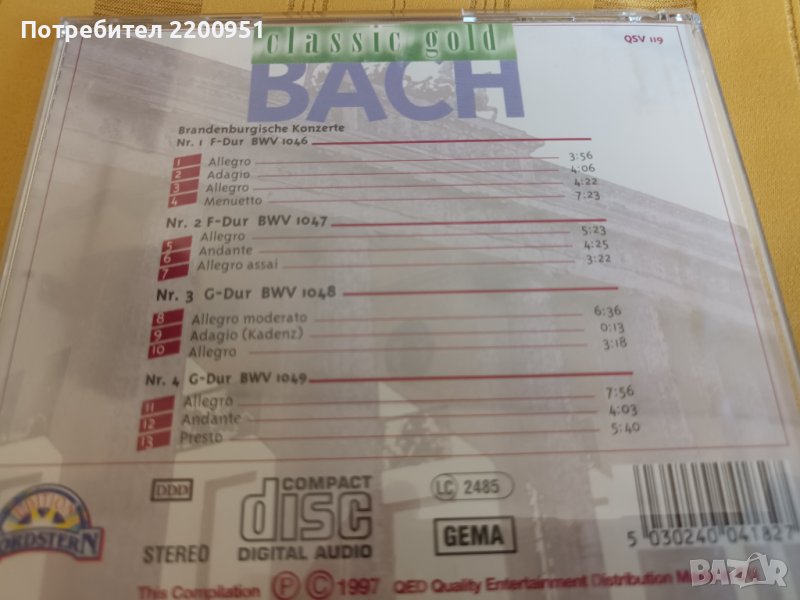 Потребител 2200951
classic gold
QSV 119
BACH
Brandenburgische Konzerte
Nr. 1 F-Dur BWV 1046
1 Allegro 3:56
2 Adagio 4:06
3 Allegro 4:22
4 Menuetto 7:23
Nr. 2 F-Dur BWV 1047
5 Allegro 5:23
6 Andante 4:25
7 Allegro assai 3:22
Nr. 3 G-Dur BWV 1048
8 Allegro moderato 6:36
9 Adagio (Kadenz) 0:13
10 Allegro 3:18
Nr. 4 G-Dur BWV 1049
11 Allegro 7:56
12 Andante 4:03
13 Presto 5:40
EDITION
NORDSTERN
DDD
STEREO
COMPACT
disc
DIGITAL AUDIO
LC 2485
GEMA
5 030240 041827
This Compilation Ⓟ Ⓒ 1997 QED Quality Entertainment Distribution
БАZАР